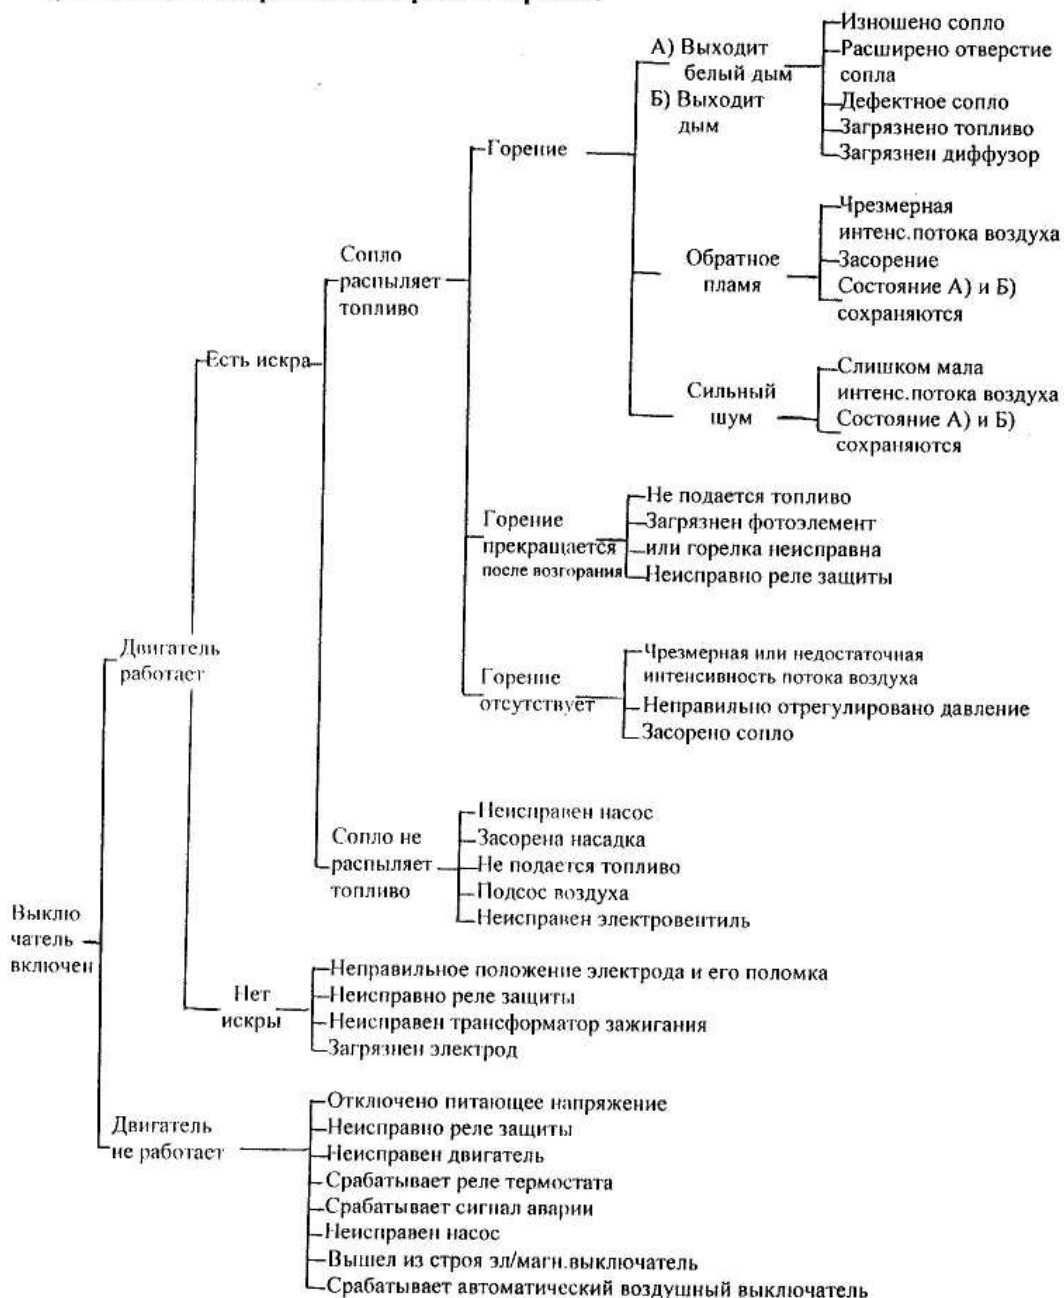 А) Выходит
белый дым
Б) Выходит
дым
Изношено сопло
Расширено отверстие
сопла
Дефектное сопло
Загрязнено топливо
Загрязнен диффузор
Горение
Чрезмерная
интенс.потока воздуха
Засорение
Состояние А) и Б)
сохраняются
Обратное
пламя
Сопло
распыляет
топливо
Есть искра
Слишком мала
интенс.потока воздуха
Состояние А) и Б)
сохраняются
Сильный
шум
Горение
прекращается
после возгорания
Не подается топливо
Загрязнен фотоэлемент
или горелка неисправна
Неисправно реле защиты
Двигатель
работает
Горение
отсутствует
Чрезмерная или недостаточная
интенсивность потока воздуха
Неправильно отрегулировано давление
Засорено сопло
Сопло не
распыляет
топливо
Неисправен насос
Засорена насадка
Не подается топливо
Подсос воздуха
Неисправен электровентиль
Выклю
чатель
включен
Нет
искры
Неправильное положение электрода и его поломка
Неисправно реле защиты
Неисправен трансформатор зажигания
Загрязнен электрод
Двигатель
не работает
Отключено питающее напряжение
Неисправно реле защиты
Неисправен двигатель
Срабатывает реле термостата
Срабатывает сигнал аварии
Неисправен насос
Вышел из строя эл/магн.выключатель
Срабатывает автоматический воздушный выключатель